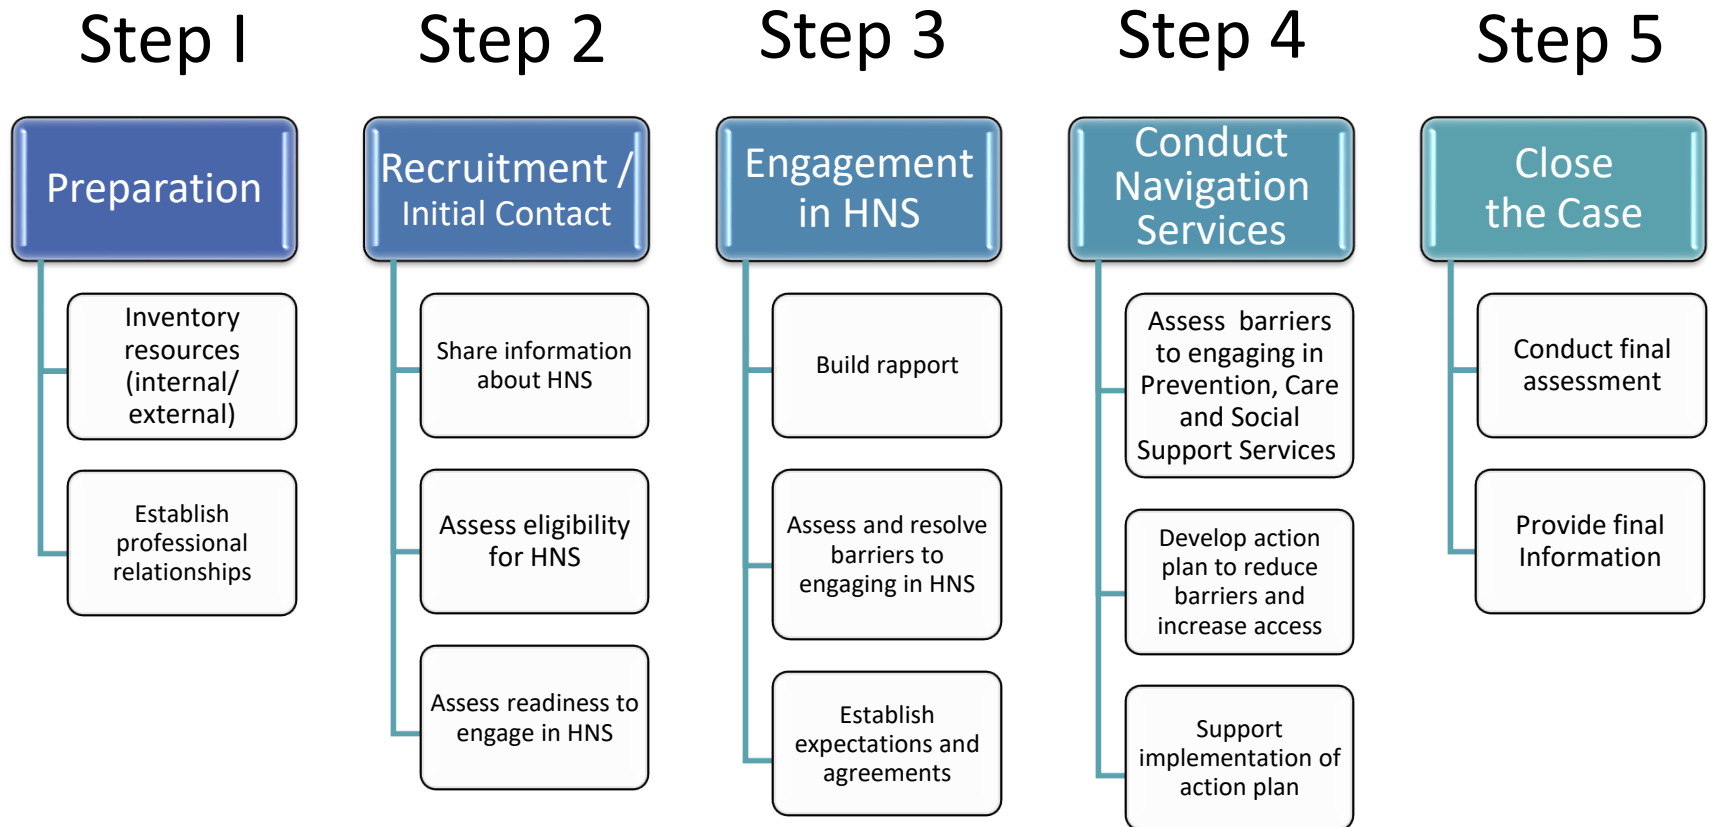 Step I
Preparation
Inventory
resources
(internal/
external)
Establish
professional
relationships
Step 2
Recruitment /
Initial Contact
Share information
about HNS
Assess eligibility
for HNS
Assess readiness to
engage in HNS
Step 3
Engagement
in HNS
Build rapport
Assess and resolve
barriers to
engaging in HNS
Establish
expectations and
agreements
Step 4
Conduct
Navigation
Services
Assess barriers
to engaging in
Prevention, Care
and Social
Support Services
Develop action
plan to reduce
barriers and
increase access
Support
implementation of
action plan
Step 5
Close
the Case
Conduct final
assessment
Provide final
Information